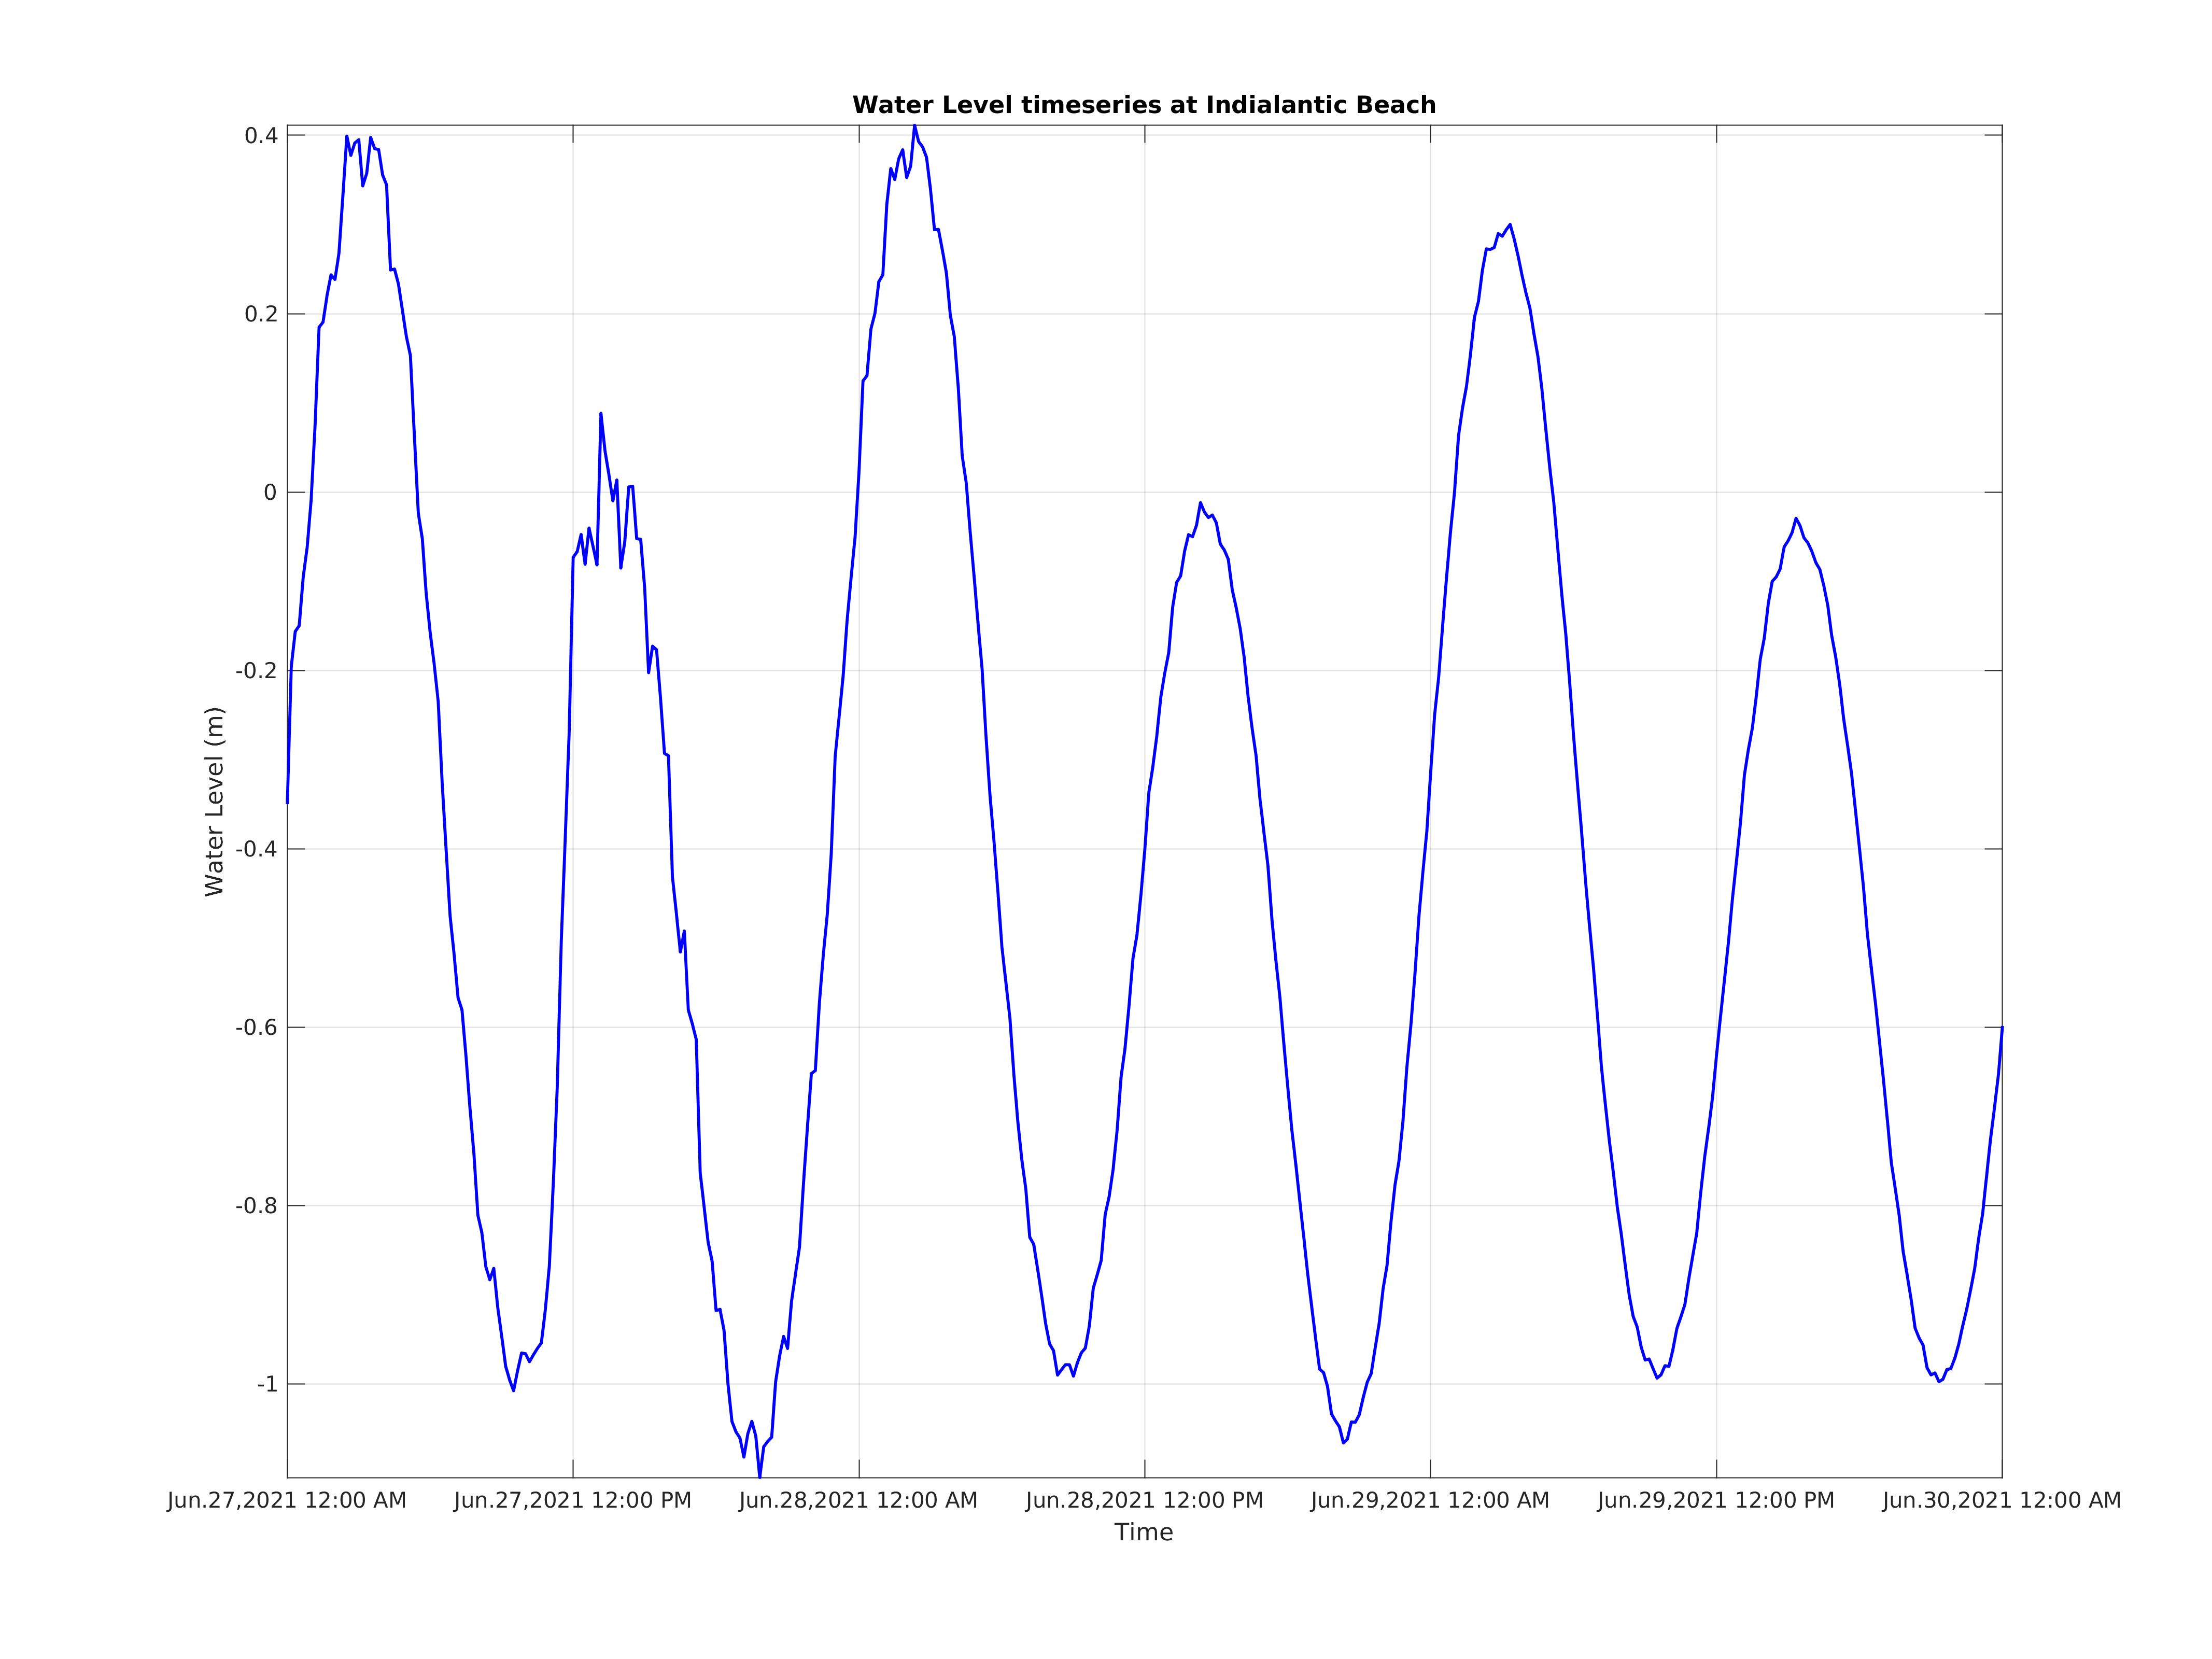 Water Level timeseries at Indialantic Beach
0.4
0.2
0
-0.2
-0.4
-0.6
-0.8
-1
Water Level (m)
Jun.27,2021 12:00 AM Jun.27,2021 12:00 PM Jun.28,2021 12:00 AM Jun.28,2021 12:00 PM Jun.29,2021 12:00 AM Jun.29,2021 12:00 PM Jun.30,2021 12:00 AM
Time